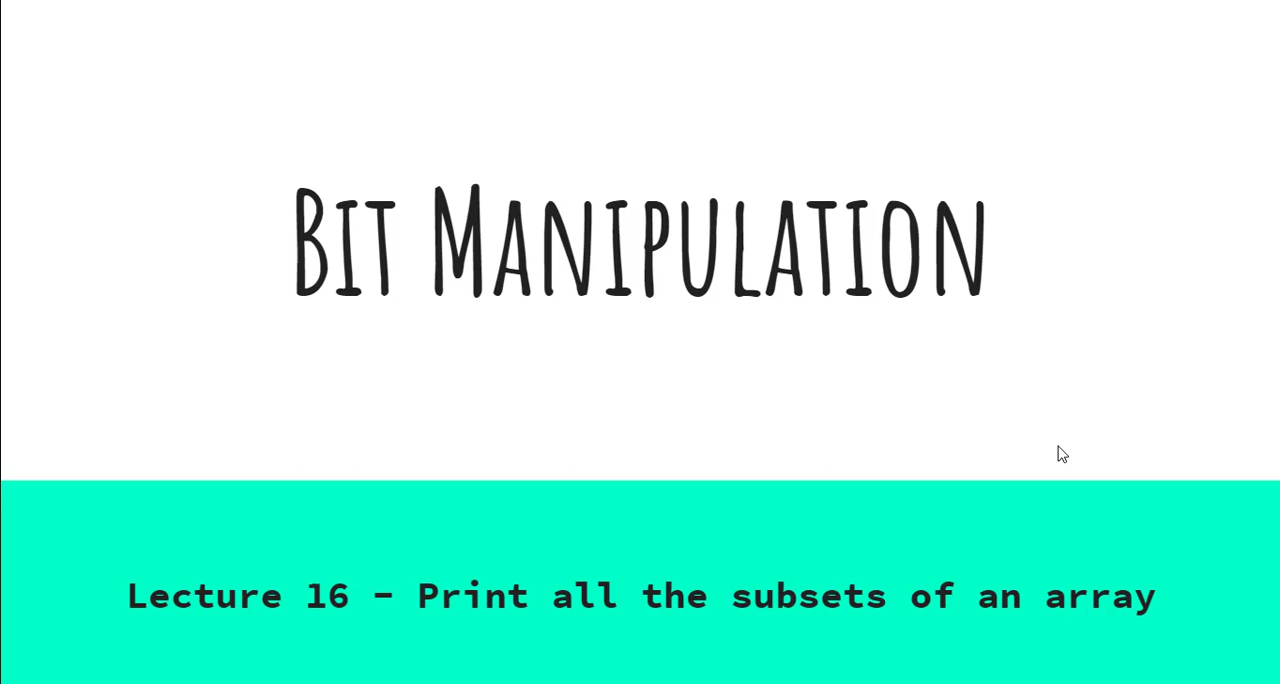 Bit Manipulation
Lecture 16 - Print all the subsets of an array